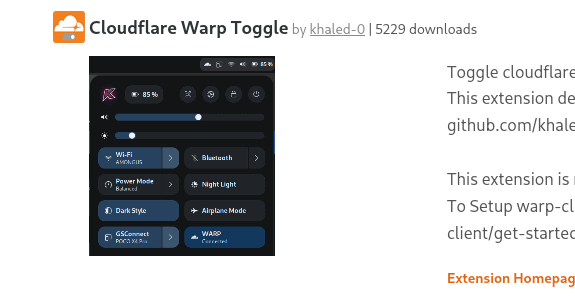 Cloudflare Warp Toggle by khaled-0 | 5229 downloads
85 %
85 %
Wi-Fi
AMONGUS
Bluetooth
Power Mode
Balanced
Night Light
Dark Style
Airplane Mode
GSConnect
POCO X4 Pro
WARP
Connected
Toggle cloudflare
This extension de
github.com/khale
This extension is
To Setup warp-cl
client/get-started
Extension Homepag